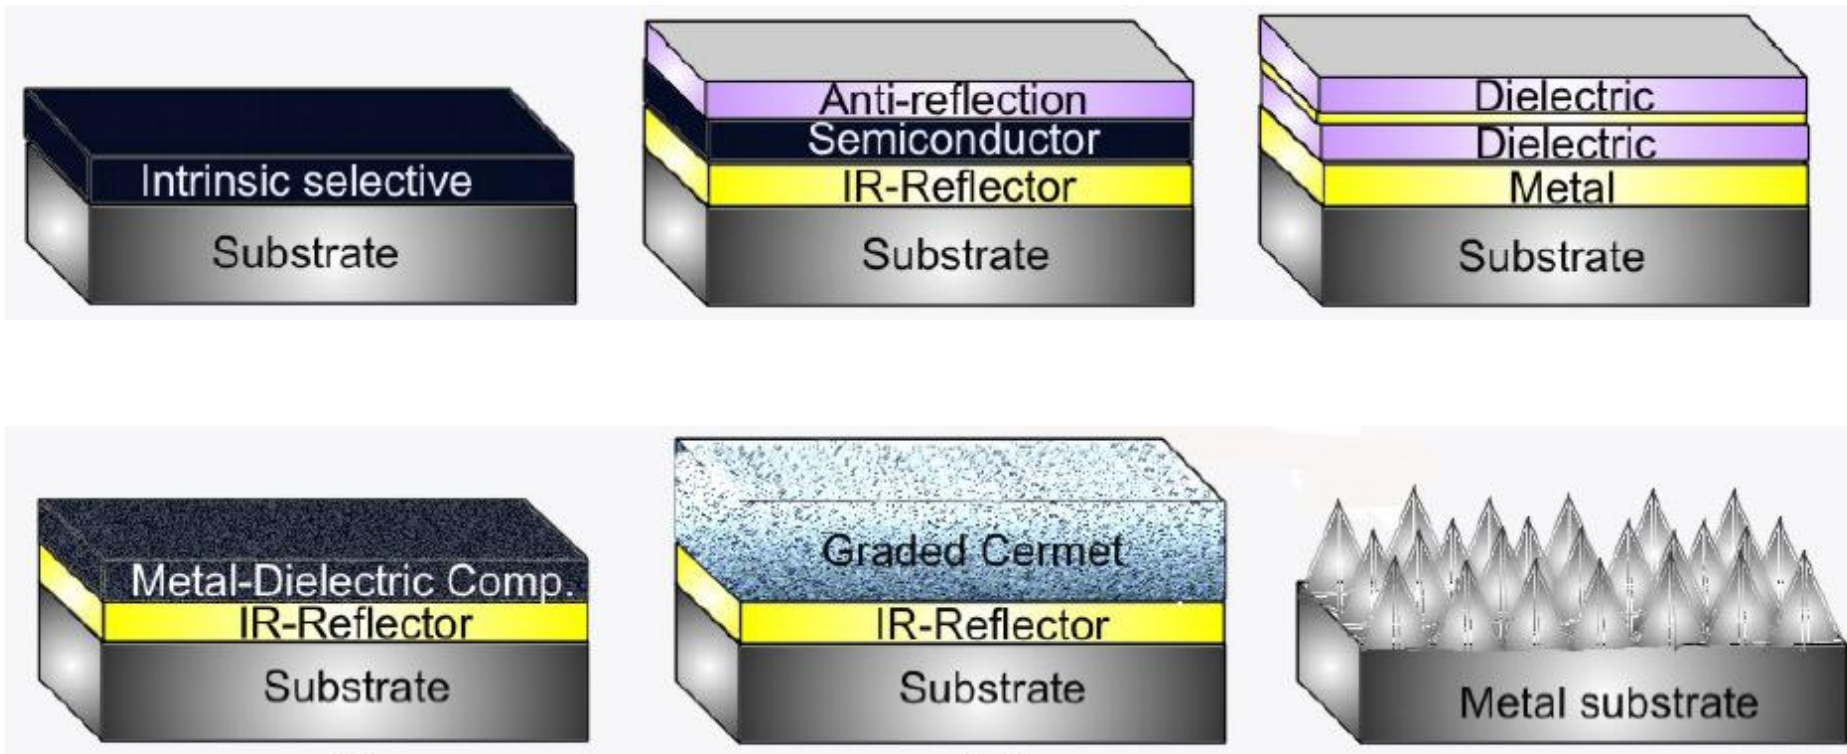 Intrinsic selective
Substrate
Anti-reflection
Semiconductor
IR-Reflector
Substrate
Dielectric
Dielectric
Metal
Substrate
Metal-Dielectric Comp.
IR-Reflector
Substrate
Graded Cermet
IR-Reflector
Substrate
Metal substrate